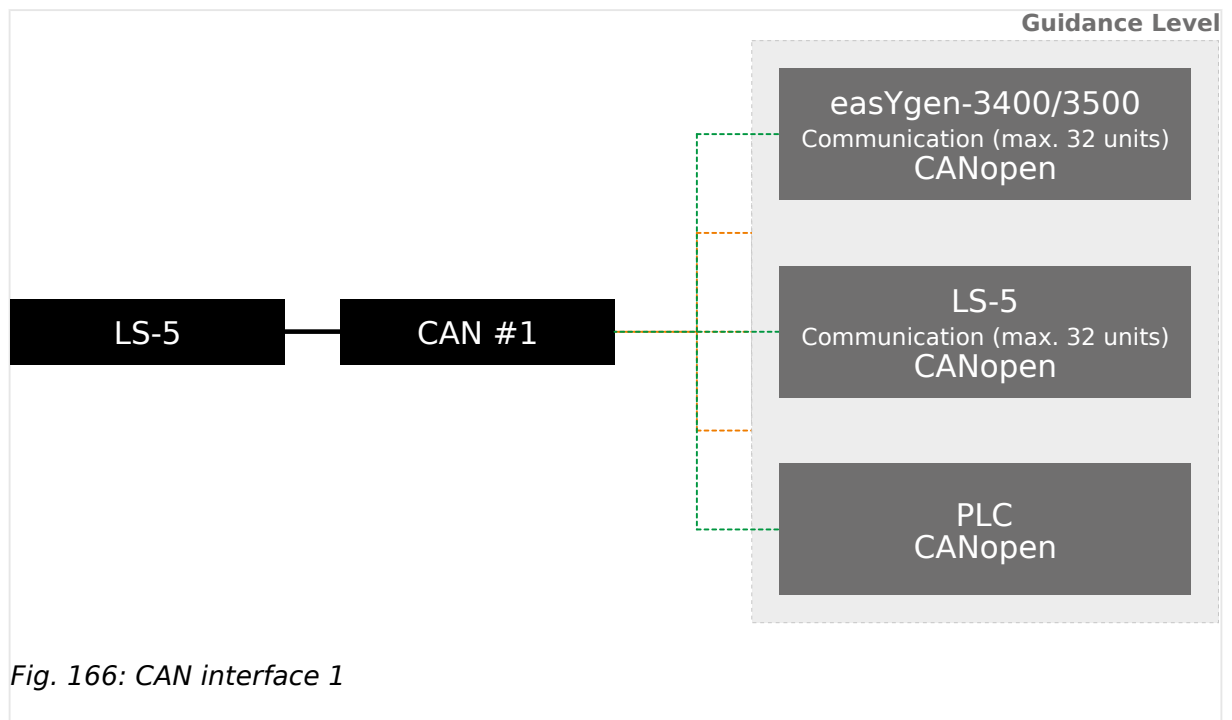 Guidance Level
easYgen-3400/3500
Communication (max. 32 units)
CANopen
LS-5
CAN #1
LS-5
Communication (max. 32 units)
CANopen
PLC
CANopen
Fig. 166: CAN interface 1